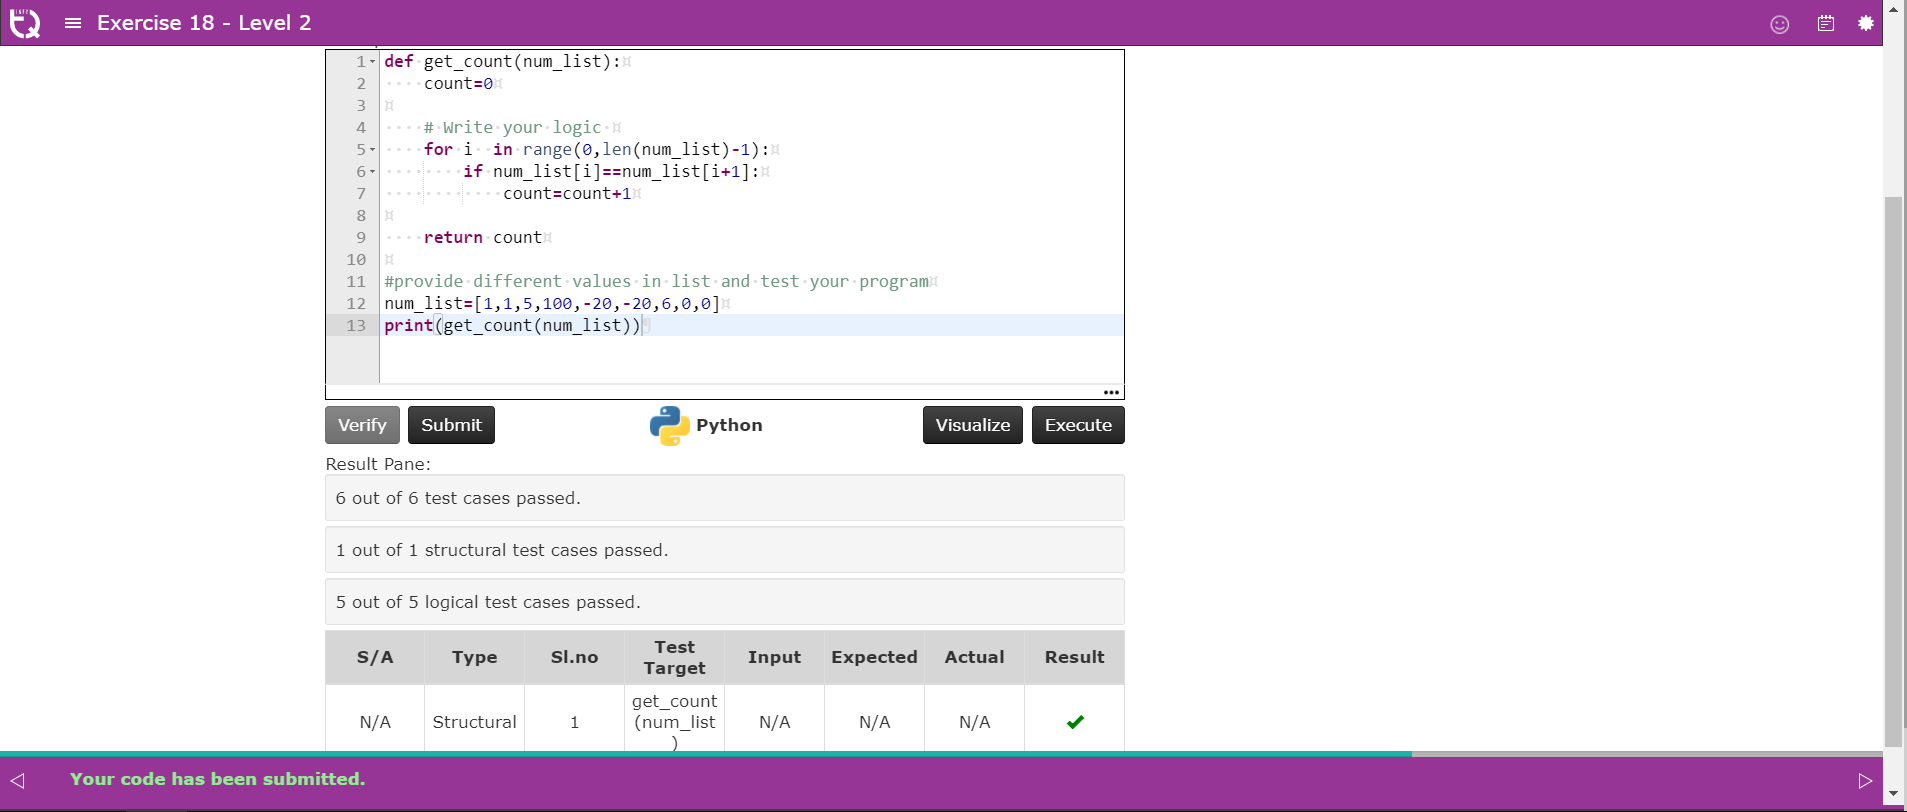 Exercise 18 - Level 2
1 def get_count(num_list):
2     count=0
3
4     # Write your logic
5     for i  in range(0,len(num_list)-1):
6         if num_list[i]==num_list[i+1]:
7             count=count+1
8
9     return count
10
11 #provide different values in list and test your program
12 num_list=[1,1,5,100,-20,-20,6,0,0]
13 print(get_count(num_list))
Verify Submit Python Visualize Execute
Result Pane:
6 out of 6 test cases passed.
1 out of 1 structural test cases passed.
5 out of 5 logical test cases passed.
S/A Type Sl.no Test Target Input Expected Actual Result
N/A Structural 1 get_count(num_list) N/A N/A N/A
Your code has been submitted.